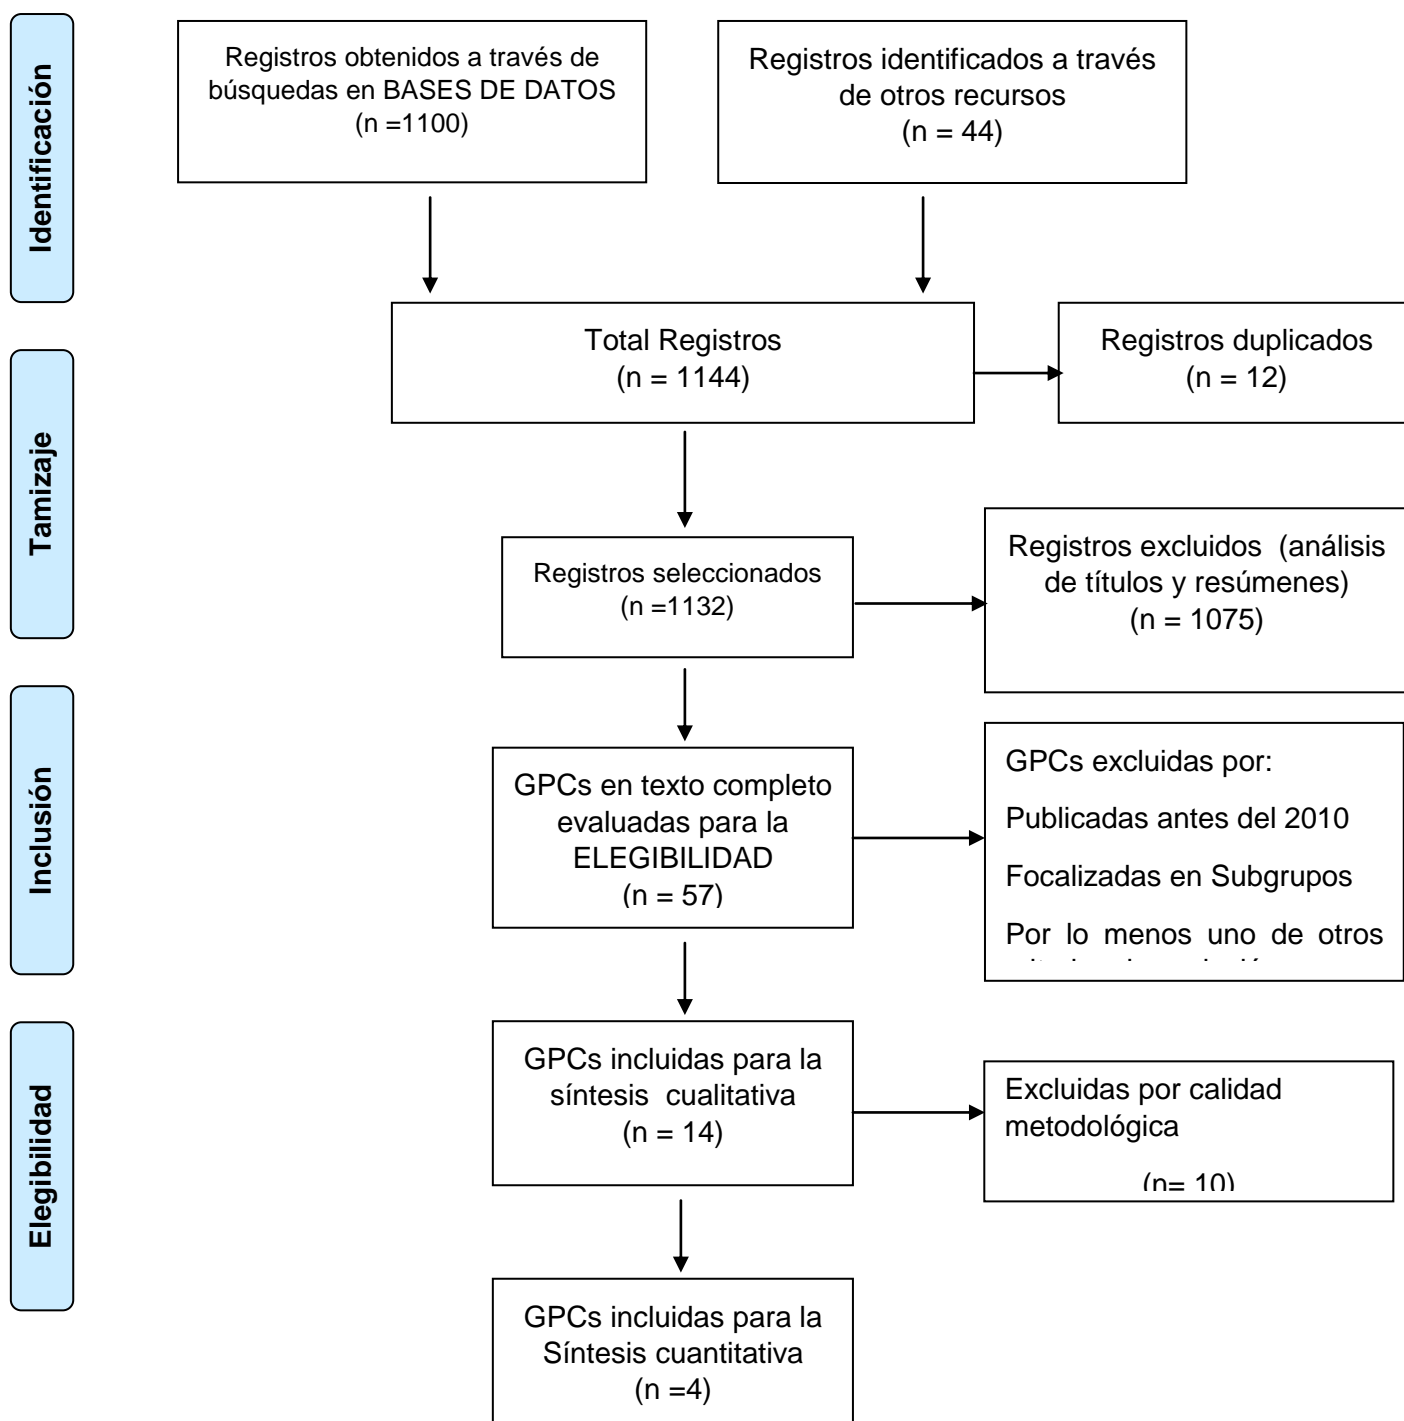 Identificación
Registros obtenidos a través de
búsquedas en BASES DE DATOS
(n =1100)
Registros identificados a través
de otros recursos
(n = 44)
Total Registros
(n = 1144)
Registros duplicados
(n = 12)
Tamizaje
Registros seleccionados
(n =1132)
Registros excluidos (análisis
de títulos y resúmenes)
(n = 1075)
Inclusión
GPCs en texto completo
evaluadas para la
ELEGIBILIDAD
(n = 57)
GPCs excluidas por:
Publicadas antes del 2010
Focalizadas en Subgrupos
Por lo menos uno de otros
Elegibilidad
GPCs incluidas para la
síntesis cualitativa
(n = 14)
Excluidas por calidad
metodológica
(n= 10)
GPCs incluidas para la
Síntesis cuantitativa
(n =4)